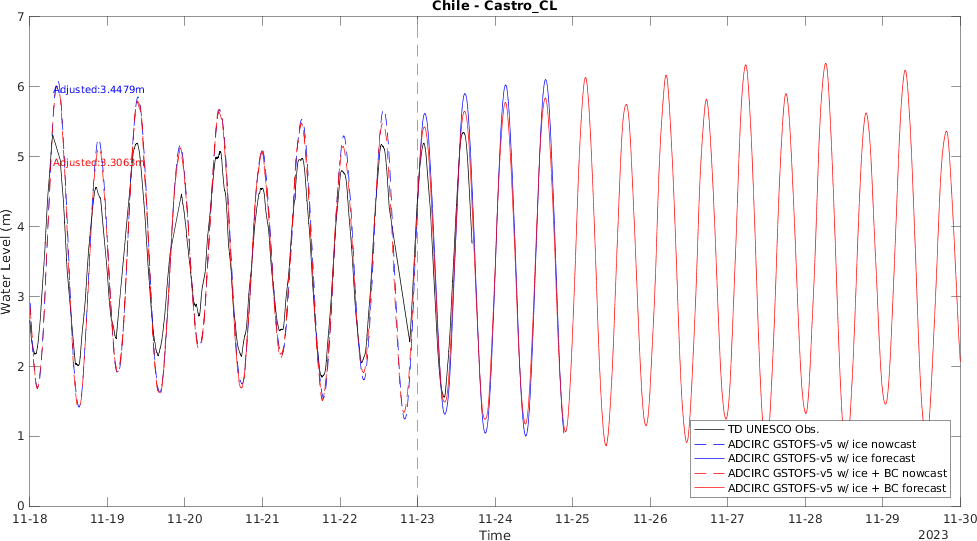 Chile - Castro_CL
7
6
5
4
3
2
1
0
Water Level (m)
Adjusted:3.4479m
Adjusted:3.3063m
TD UNESCO Obs.
ADCIRC GSTOFS-v5 w/ ice nowcast
ADCIRC GSTOFS-v5 w/ ice forecast
ADCIRC GSTOFS-v5 w/ ice + BC nowcast
ADCIRC GSTOFS-v5 w/ ice + BC forecast
11-18 11-19 11-20 11-21 11-22 11-23 11-24 11-25 11-26 11-27 11-28 11-29 11-30
Time
2023